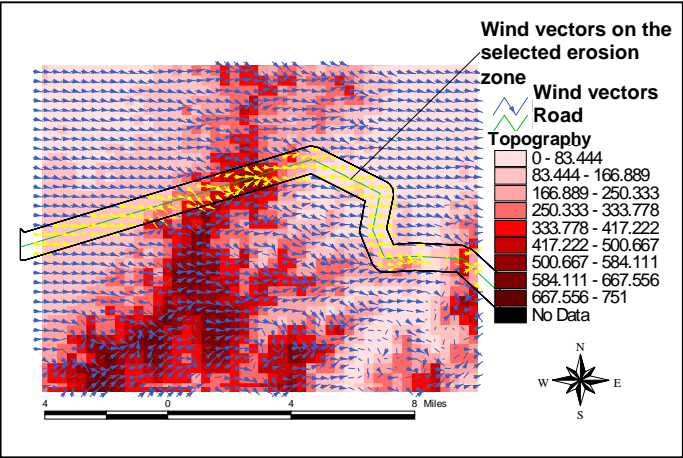 Wind vectors on the
selected erosion
zone
Wind vectors
Road
Topography
0 - 83.444
83.444 - 166.889
166.889 - 250.333
250.333 - 333.778
333.778 - 417.222
417.222 - 500.667
500.667 - 584.111
584.111 - 667.556
667.556 - 751
No Data
N
W E
S
4 0 4 8 Miles